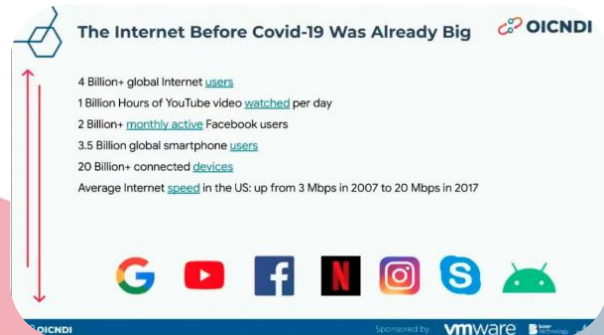 The Internet Before Covid-19 Was Already Big
OICNDI
4 Billion+ global Internet users
1 Billion Hours of YouTube video watched per day
2 Billion+ monthly active Facebook users
3.5 Billion global smartphone users
20 Billion+ connected devices
Average Internet speed in the US: up from 3 Mbps in 2007 to 20 Mbps in 2017
OICNDI
Sponsored by vmware